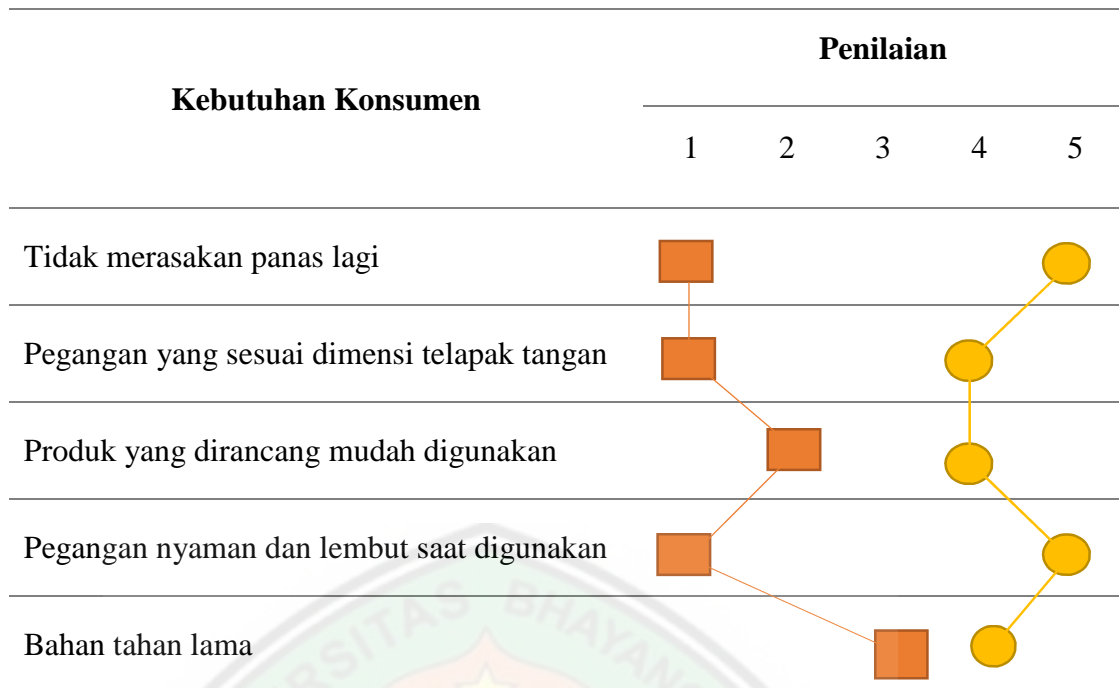 Penilaian
Kebutuhan Konsumen
1 2 3 4 5
Tidak merasakan panas lagi
Pegangan yang sesuai dimensi telapak tangan
Produk yang dirancang mudah digunakan
Pegangan nyaman dan lembut saat digunakan
Bahan tahan lama